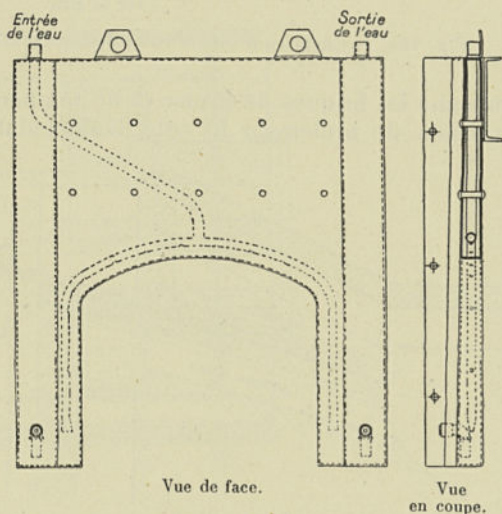 Entrée
de l'eau
Sortie
de l'eau
Vue de face.
Vue
en coupe.